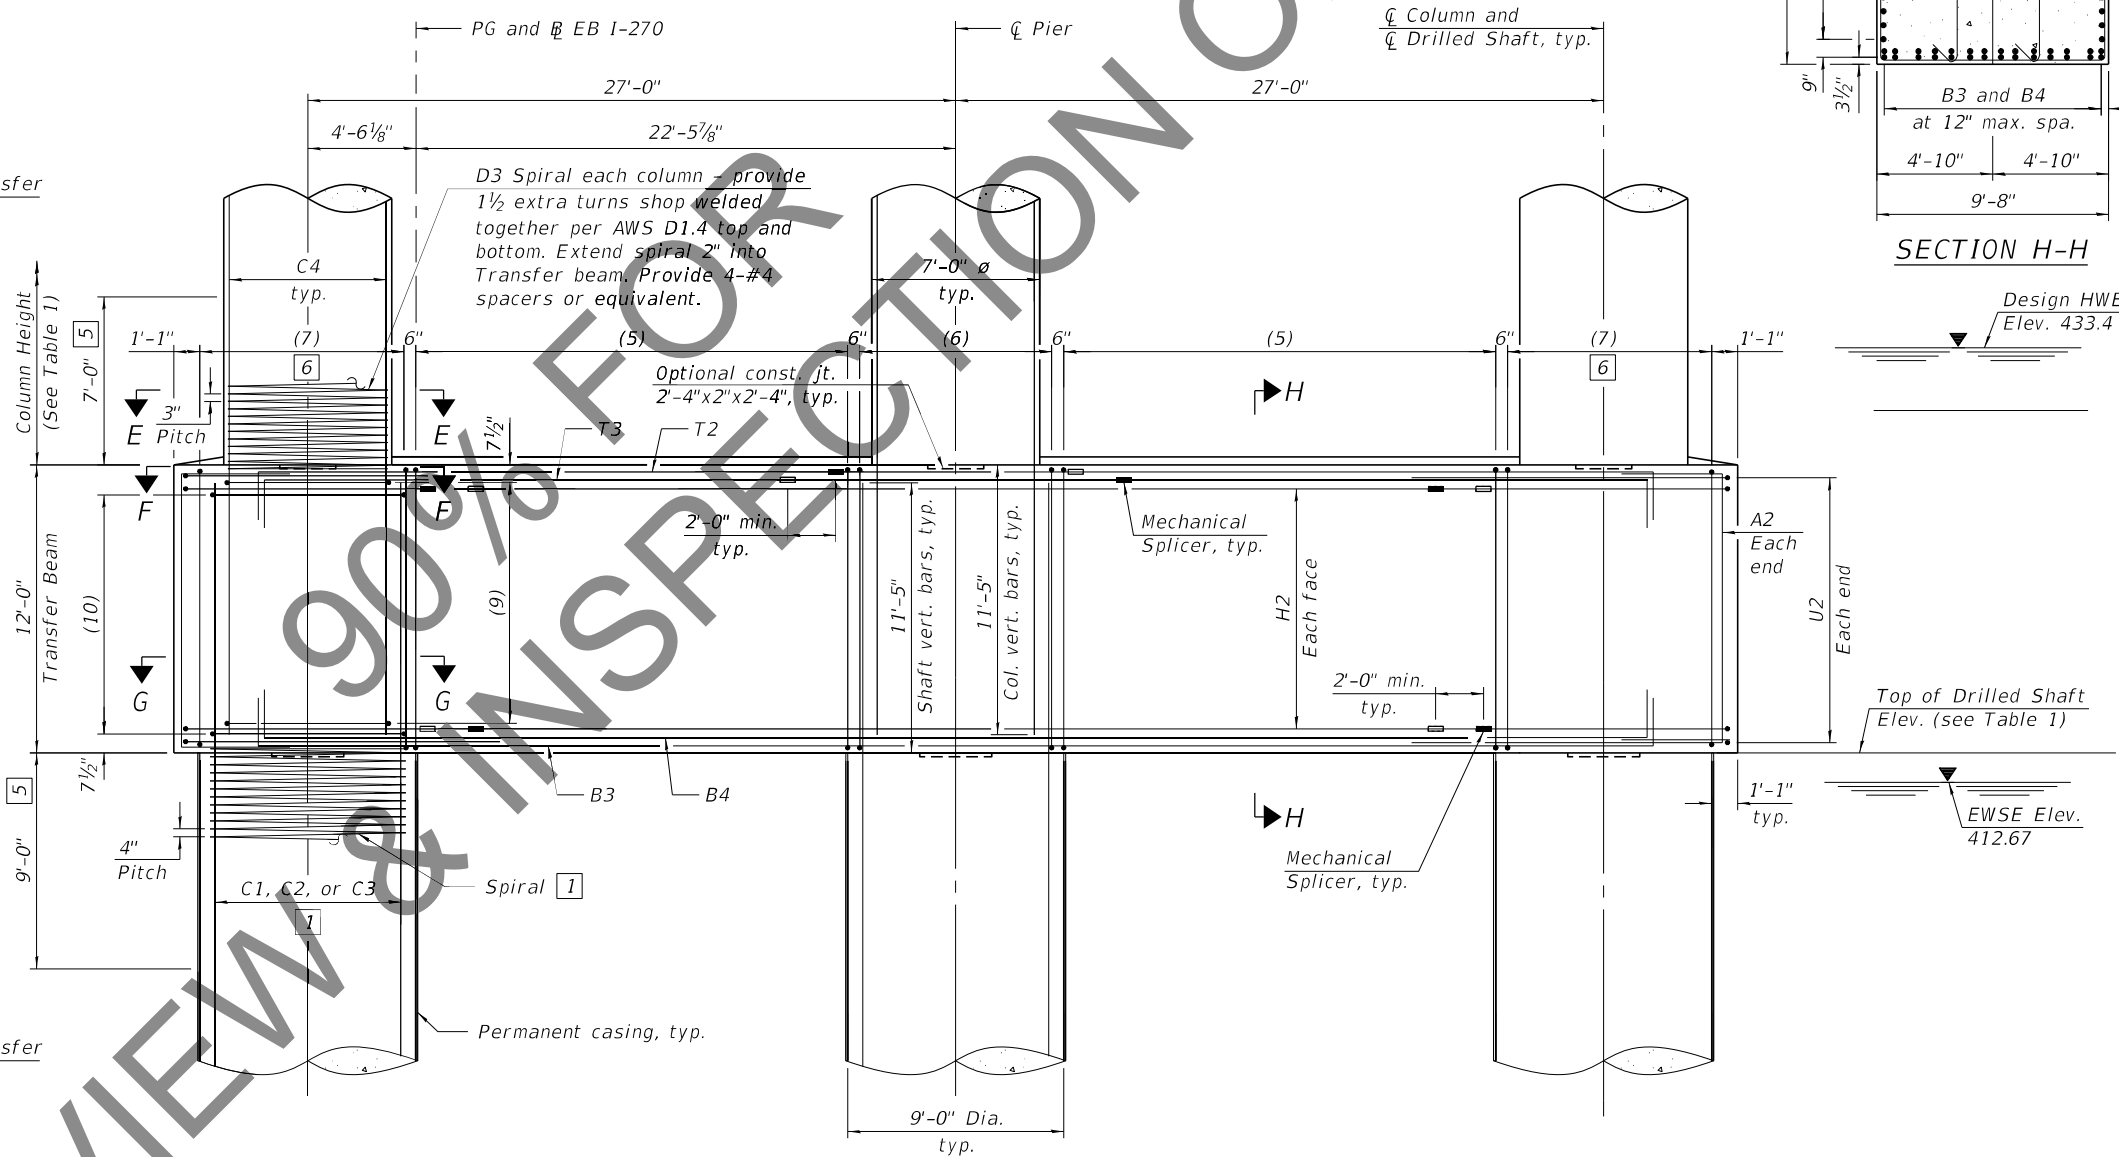 PG and ⅊ EB I-270
℄ Pier
℄ Column and
℄ Drilled Shaft, typ.
27'-0"
27'-0"
4'-6⅛"
22'-5⅞"
9"
3½"
B3 and B4
at 12" max. spa.
4'-10"
4'-10"
9'-8"
SECTION H-H
sfer
D3 Spiral each column - provide
1½ extra turns shop welded
together per AWS D1.4 top and
bottom. Extend spiral 2" into
Transfer beam. Provide 4-#4
spacers or equivalent.
C4
typ.
7'-0" ø
typ.
Design HWE
Elev. 433.4
Column Height
(See Table 1)
7'-0"
5
1'-1"
(7)
6
6"
(5)
6"
(6)
6"
(5)
6"
(7)
6
1'-1"
Optional const. jt.
2'-4"x2"x2'-4", typ.
3"
Pitch
E
E
H
7½"
T3
T2
F
F
2'-0" min.
typ.
Mechanical
Splicer, typ.
A2
Each
end
12'-0"
Transfer Beam
(10)
(9)
11'-5"
Shaft vert. bars, typ.
11'-5"
Col. vert. bars, typ.
H2
Each face
U2
Each end
G
G
2'-0" min.
typ.
Top of Drilled Shaft
Elev. (see Table 1)
7½"
5
9'-0"
B3
B4
H
1'-1"
typ.
EWSE Elev.
412.67
4"
Pitch
Mechanical
Splicer, typ.
C1, C2, or C3
1
Spiral 1
Permanent casing, typ.
sfer
9'-0" Dia.
typ.
90% FOR
VIEW & INSPECTION O